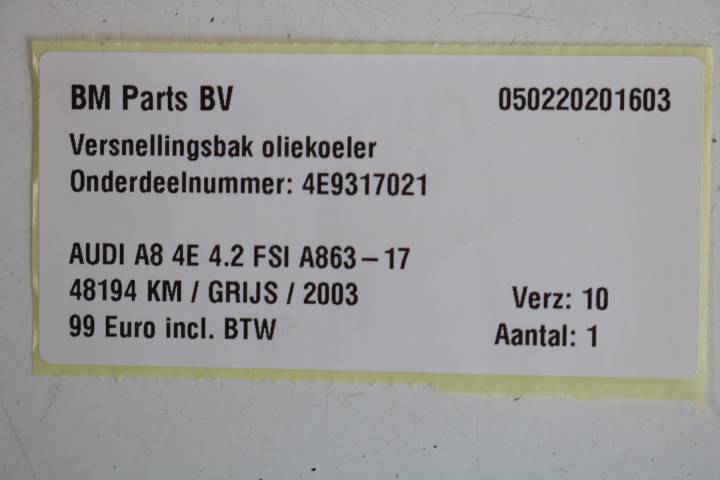 BM Parts BV 050220201603
Versnellingsbak oliekoeler
Onderdeelnummer: 4E9317021
AUDI A8 4E 4.2 FSI A863-17
48194 KM / GRIJS / 2003 Verz: 10
99 Euro incl. BTW Aantal: 1